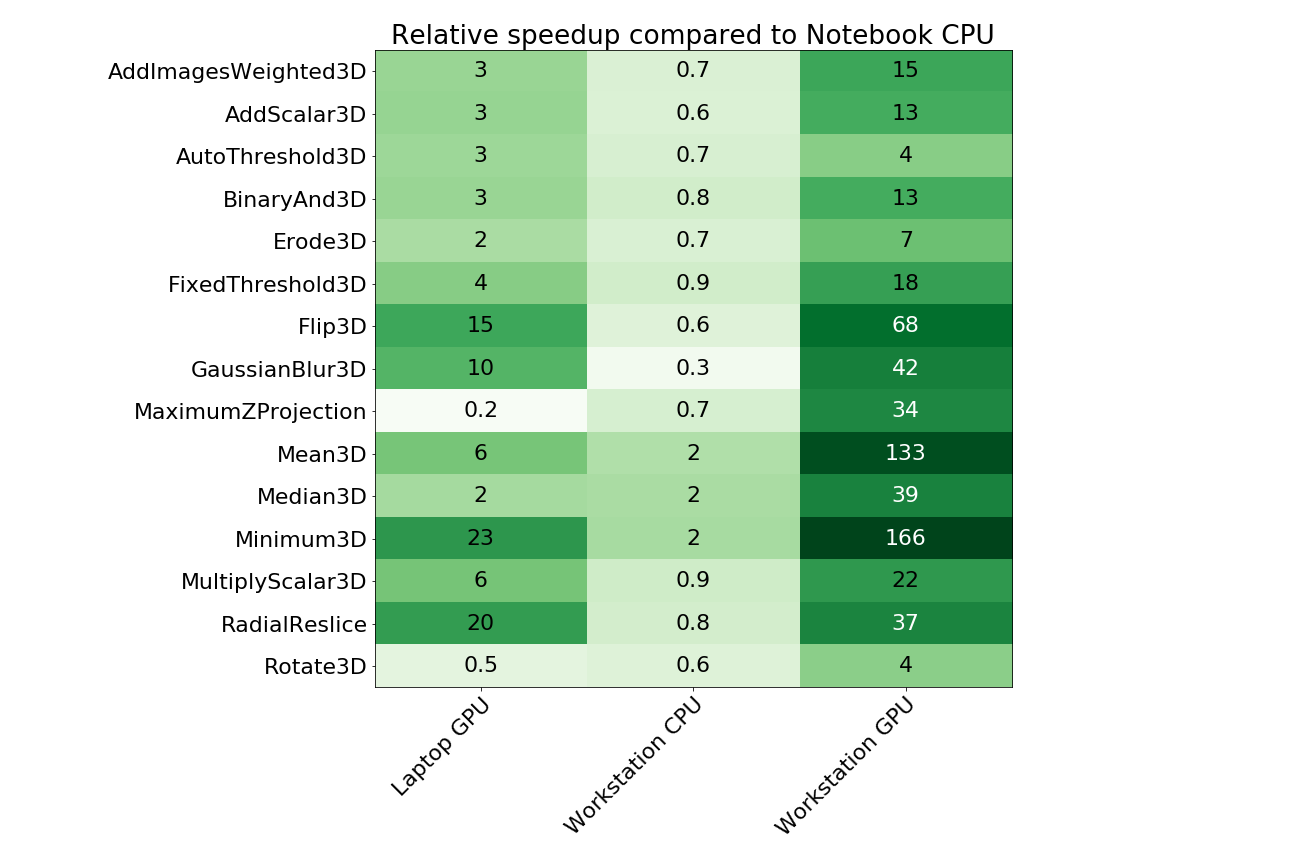 Relative speedup compared to Notebook CPU
AddImagesWeighted3D 3 0.7 15
AddScalar3D 3 0.6 13
AutoThreshold3D 3 0.7 4
BinaryAnd3D 3 0.8 13
Erode3D 2 0.7 7
FixedThreshold3D 4 0.9 18
Flip3D 15 0.6 68
GaussianBlur3D 10 0.3 42
MaximumZProjection 0.2 0.7 34
Mean3D 6 2 133
Median3D 2 2 39
Minimum3D 23 2 166
MultiplyScalar3D 6 0.9 22
RadialReslice 20 0.8 37
Rotate3D 0.5 0.6 4
Laptop GPU
Workstation CPU
Workstation GPU